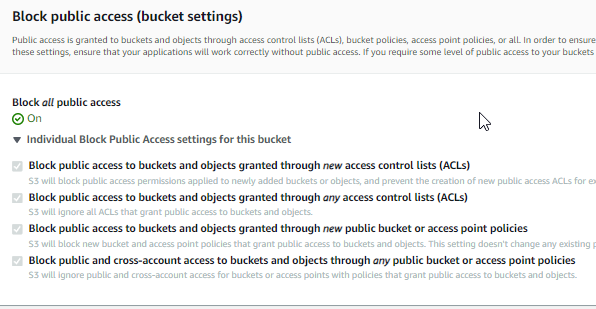 Block public access (bucket settings)
Public access is granted to buckets and objects through access control lists (ACLs), bucket policies, access point policies, or all. In order to ensure
these settings, ensure that your applications will work correctly without public access. If you require some level of public access to your buckets
Block all public access
On
Individual Block Public Access settings for this bucket
Block public access to buckets and objects granted through new access control lists (ACLs)
S3 will block public access permissions applied to newly added buckets or objects, and prevent the creation of new public access ACLs for
Block public access to buckets and objects granted through any access control lists (ACLs)
S3 will ignore all ACLs that grant public access to buckets and objects.
Block public access to buckets and objects granted through new public bucket or access point policies
S3 will block new bucket and access point policies that grant public access to buckets and objects. This setting doesn't change any existing
Block public and cross-account access to buckets and objects through any public bucket or access point policies
S3 will ignore public and cross-account access for buckets or access points with policies that grant public access to buckets and objects.